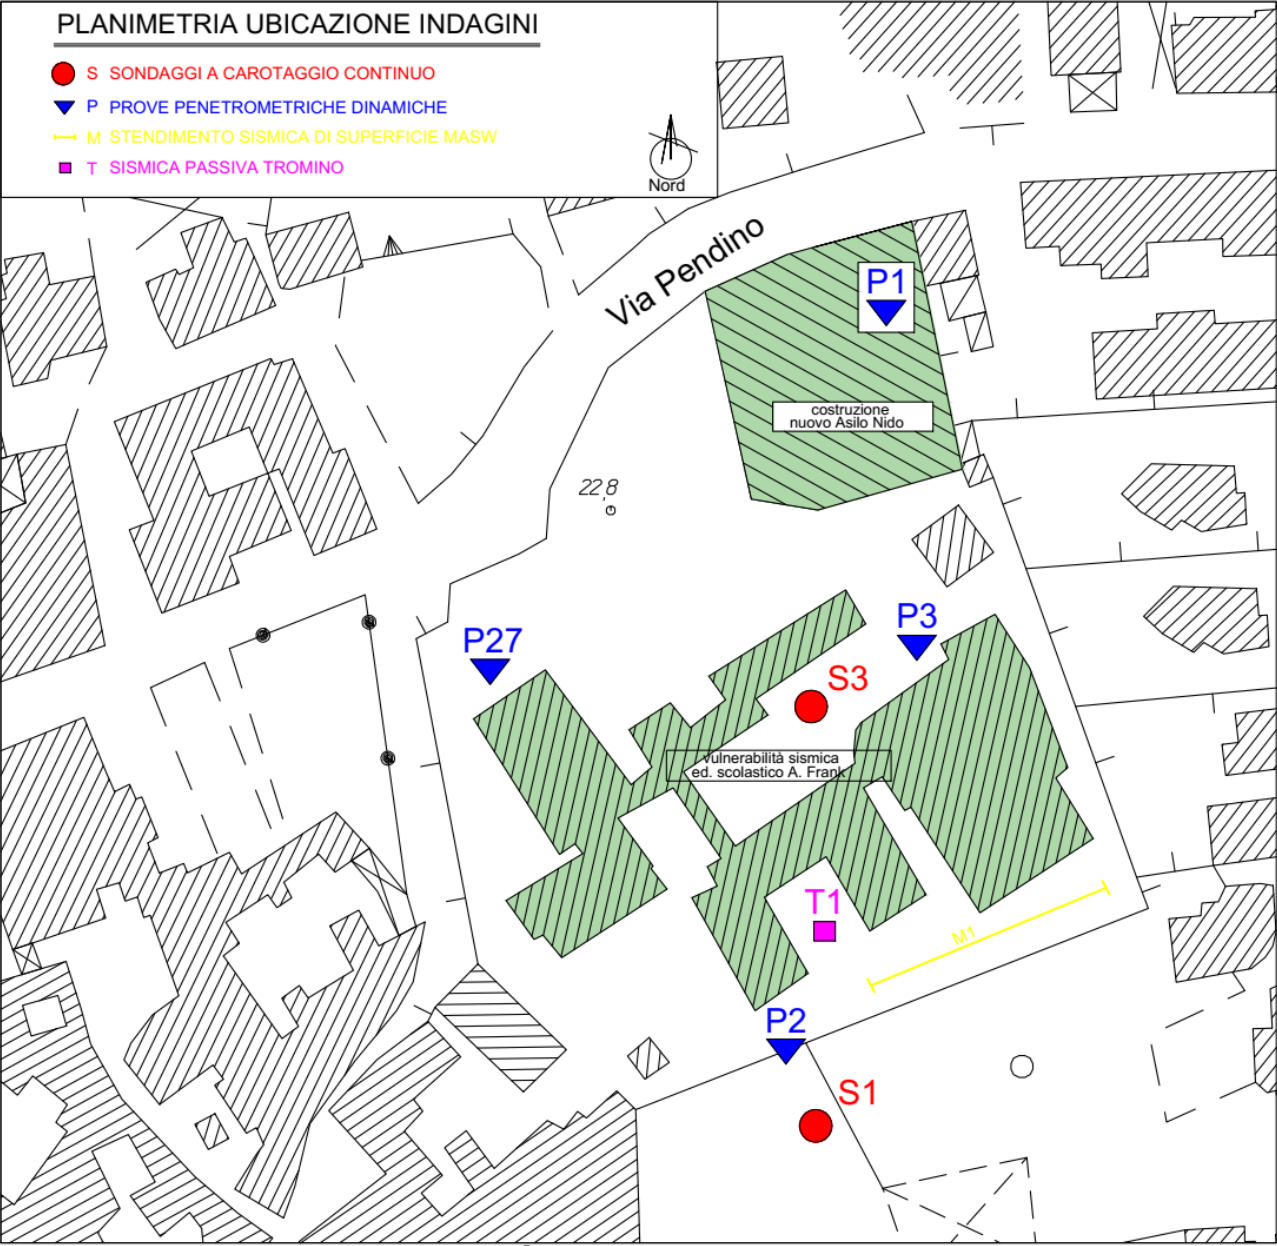 PLANIMETRIA UBICAZIONE INDAGINI
S SONDAGGI A CAROTAGGIO CONTINUO
P PROVE PENETROMETRICHE DINAMICHE
M STENDIMENTO SISMICA DI SUPERFICIE MASW
T SISMICA PASSIVA TROMINO
Nord
Via Pendino
P1
costruzione
nuovo Asilo Nido
22,8
P27
P3
S3
vulnerabilità sismica
ed. scolastico A. Frank
T1
M1
P2
S1